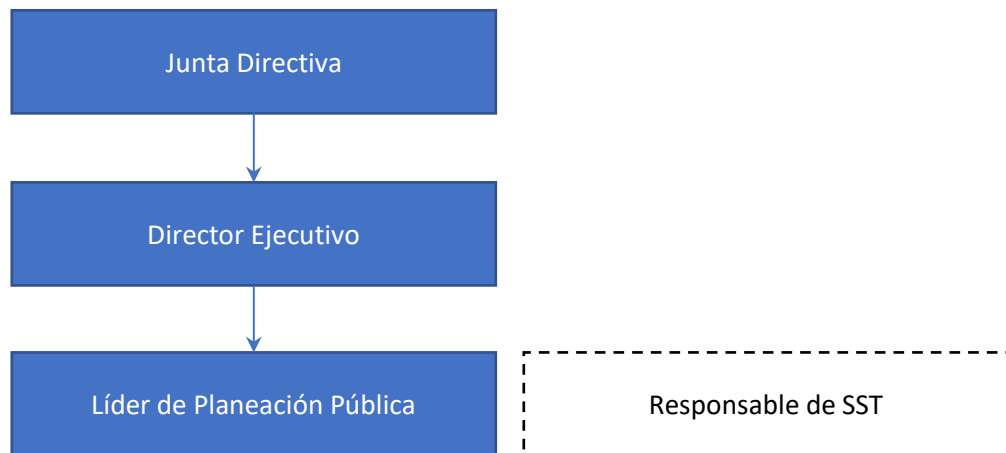 Junta Directiva
Director Ejecutivo
Líder de Planeación Pública
Responsable de SST